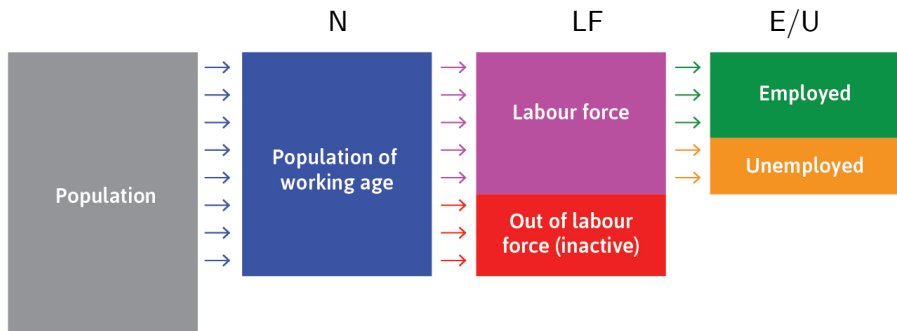 N
LF
E/U
Population
Population of
working age
Labour force
Out of labour
force (inactive)
Employed
Unemployed